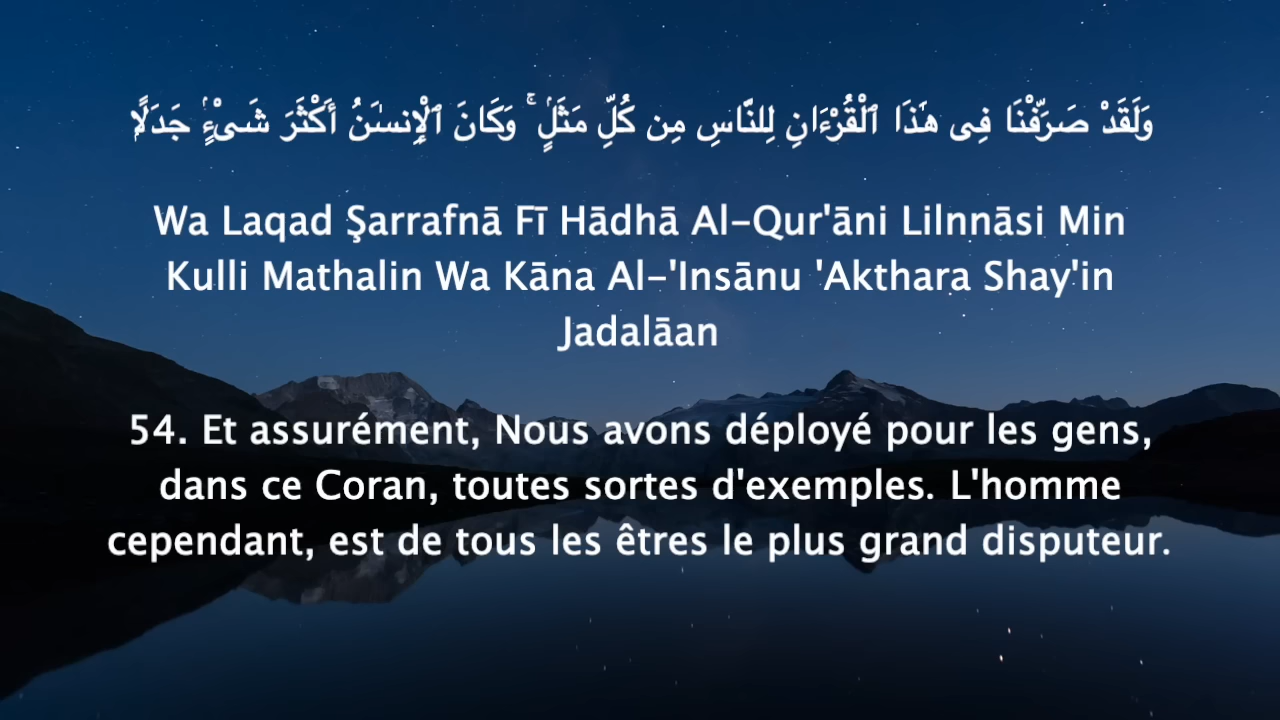 وَلَقَدْ صَرَّفْنَا فِى هَٰذَا ٱلْقُرْءَانِ لِلنَّاسِ مِن كُلِّ مَثَلٍۢ ۚ وَكَانَ ٱلْإِنسَٰنُ أَكْثَرَ شَىْءٍۢ جَدَلًۭا
Wa Laqad Şarrafnā Fī Hādhā Al-Qur'āni Lilnnāsi Min
Kulli Mathalin Wa Kāna Al-'Insānu 'Akthara Shay'in
Jadalāan
54. Et assurément, Nous avons déployé pour les gens,
dans ce Coran, toutes sortes d'exemples. L'homme
cependant, est de tous les êtres le plus grand disputeur.